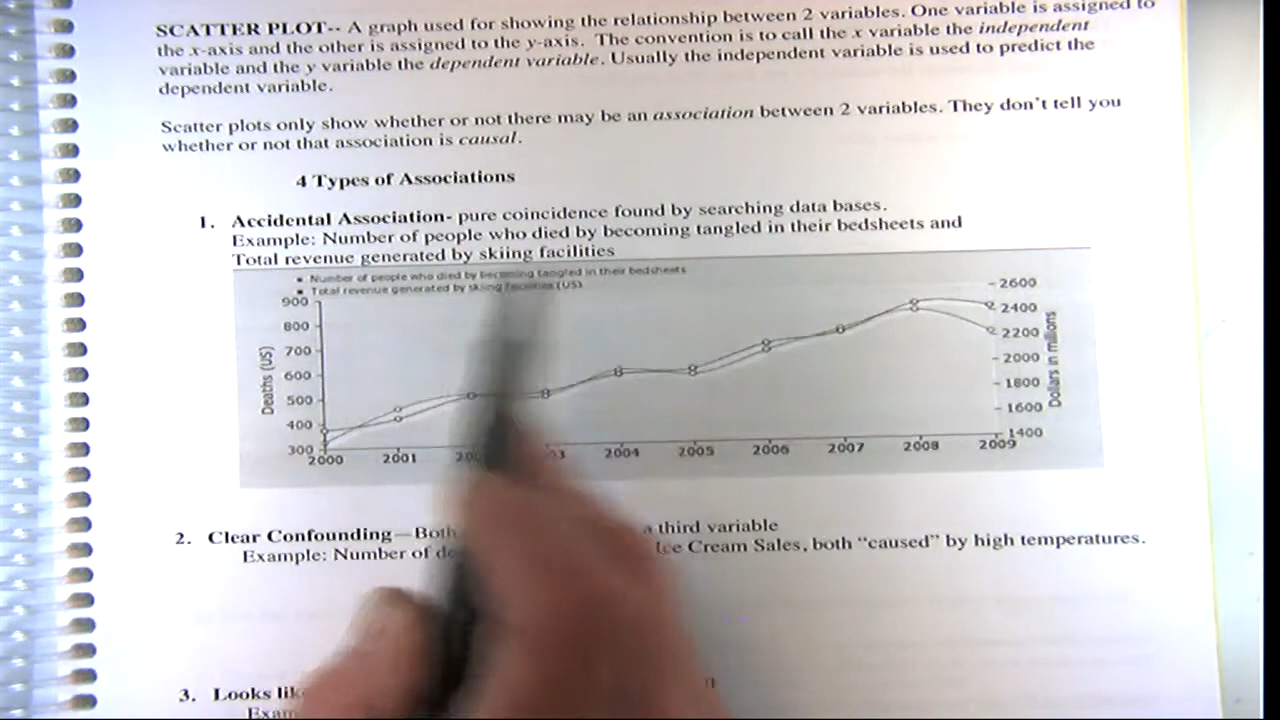 SCATTER PLOT-- A graph used for showing the relationship between 2 variables. One variable is assigned to
the x-axis and the other is assigned to the y-axis. The convention is to call the x variable the independent
variable and the y variable the dependent variable. Usually the independent variable is used to predict the
dependent variable.
Scatter plots only show whether or not there may be an association between 2 variables. They don't tell you
whether or not that association is causal.
4 Types of Associations
1. Accidental Association- pure coincidence found by searching data bases.
Example: Number of people who died by becoming tangled in their bedsheets and
Total revenue generated by skiing facilities
Number of people who died by becoming tangled in their bedsheets
Total revenue generated by skiing facilities (US)
900
800
700
600
500
400
300
Deaths (US)
2600
2400
2200
2000
1800
1600
1400
Dollars in millions
2000 2001 2004 2005 2006 2007 2008 2009
2. Clear Confounding—Both a third variable
Example: Number of Ice Cream Sales, both "caused" by high temperatures.
3. Looks